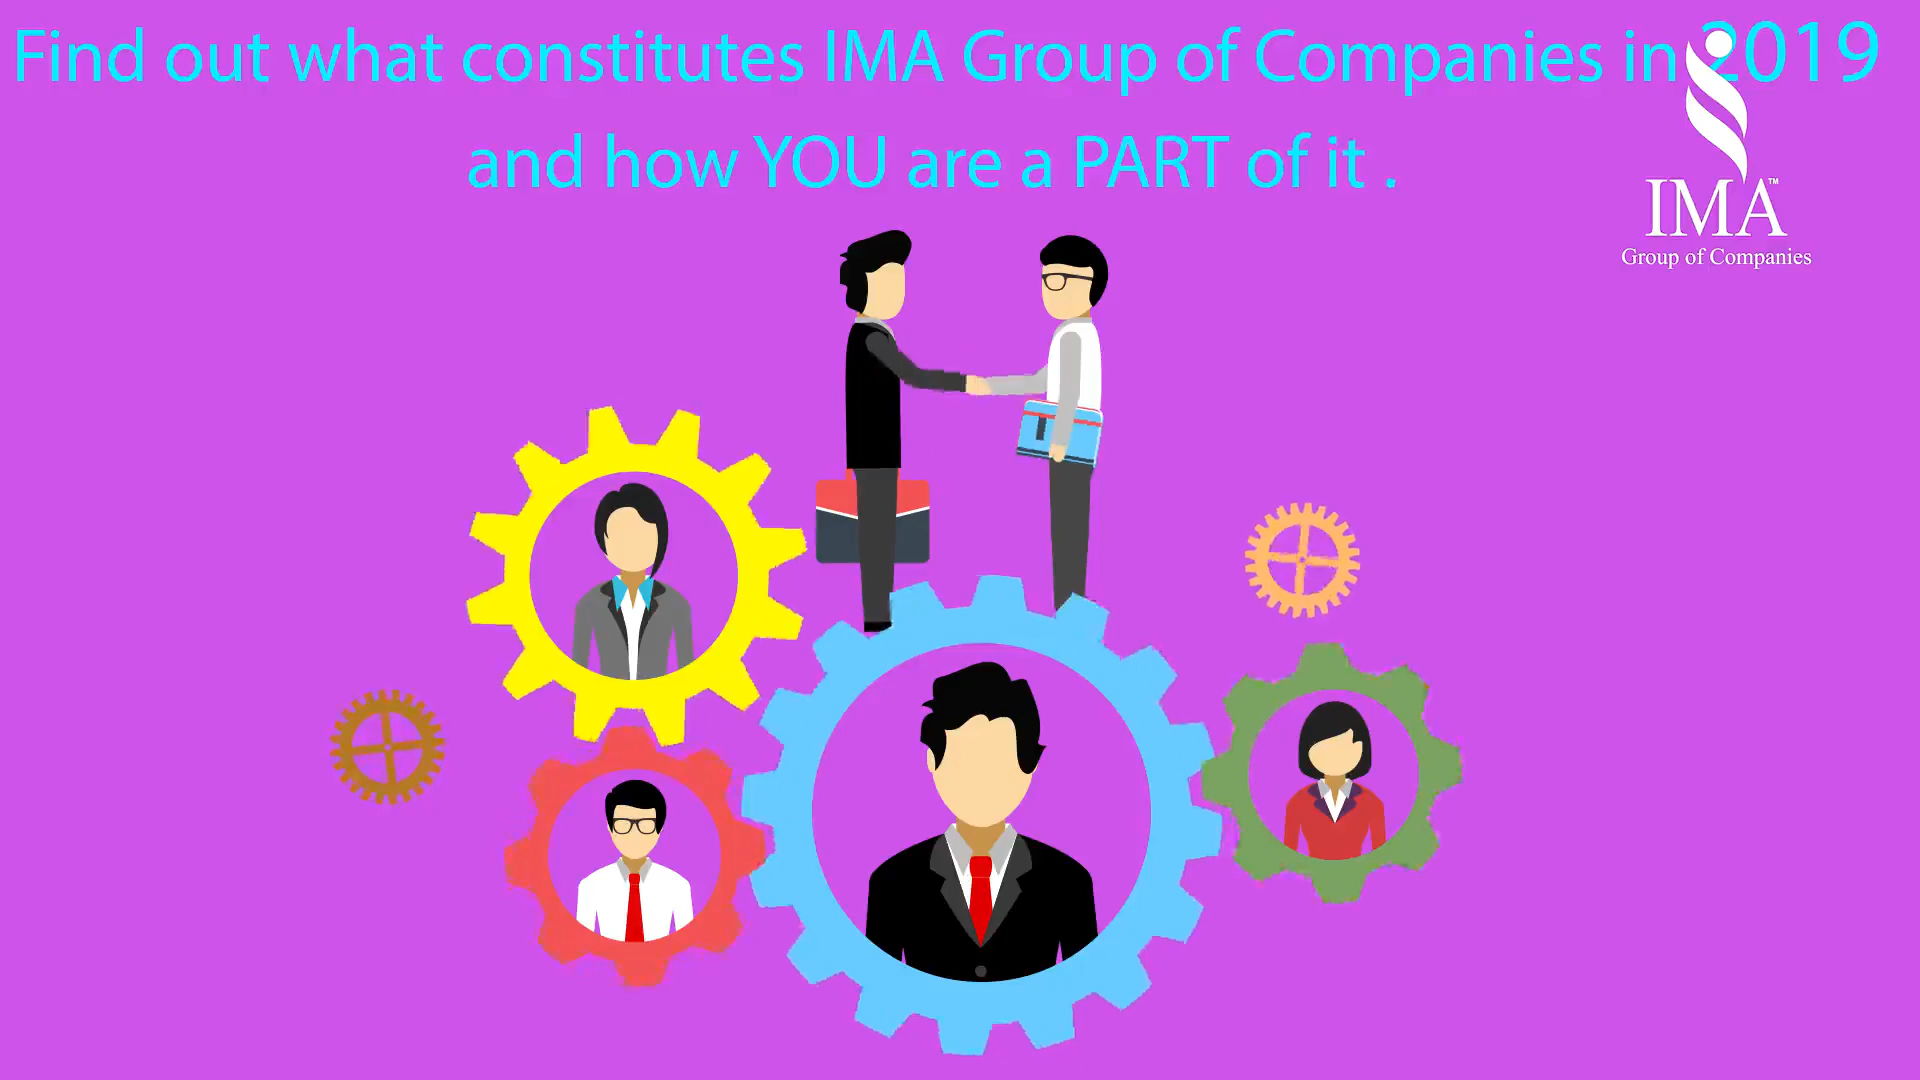 Find out what constitutes IMA Group of Companies in 2019
and how YOU are a PART of it .
IMA™
Group of Companies